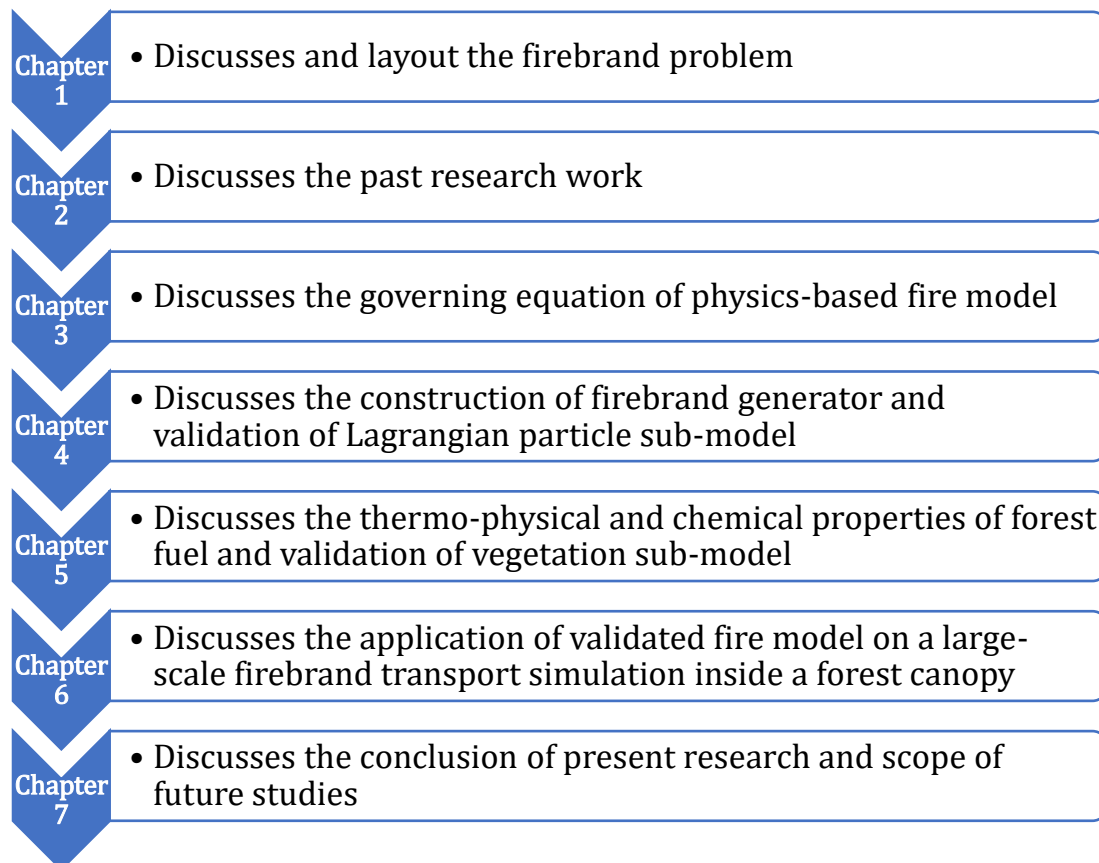 Chapter
1
• Discusses and layout the firebrand problem
Chapter
2
• Discusses the past research work
Chapter
3
• Discusses the governing equation of physics-based fire model
Chapter
4
• Discusses the construction of firebrand generator and
validation of Lagrangian particle sub-model
Chapter
5
• Discusses the thermo-physical and chemical properties of forest
fuel and validation of vegetation sub-model
Chapter
6
• Discusses the application of validated fire model on a large-
scale firebrand transport simulation inside a forest canopy
Chapter
7
• Discusses the conclusion of present research and scope of
future studies